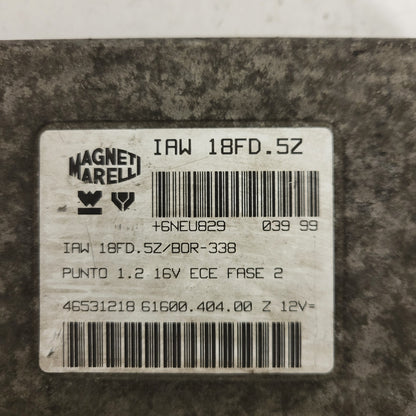 MAGNETI
MARELLI
IAW 18FD.5Z
+6NEU829 039 99
IAW 18FD.5Z/BOR-338
PUNTO 1.2 16V ECE FASE 2
46531218 61600.404.00 Z 12V=